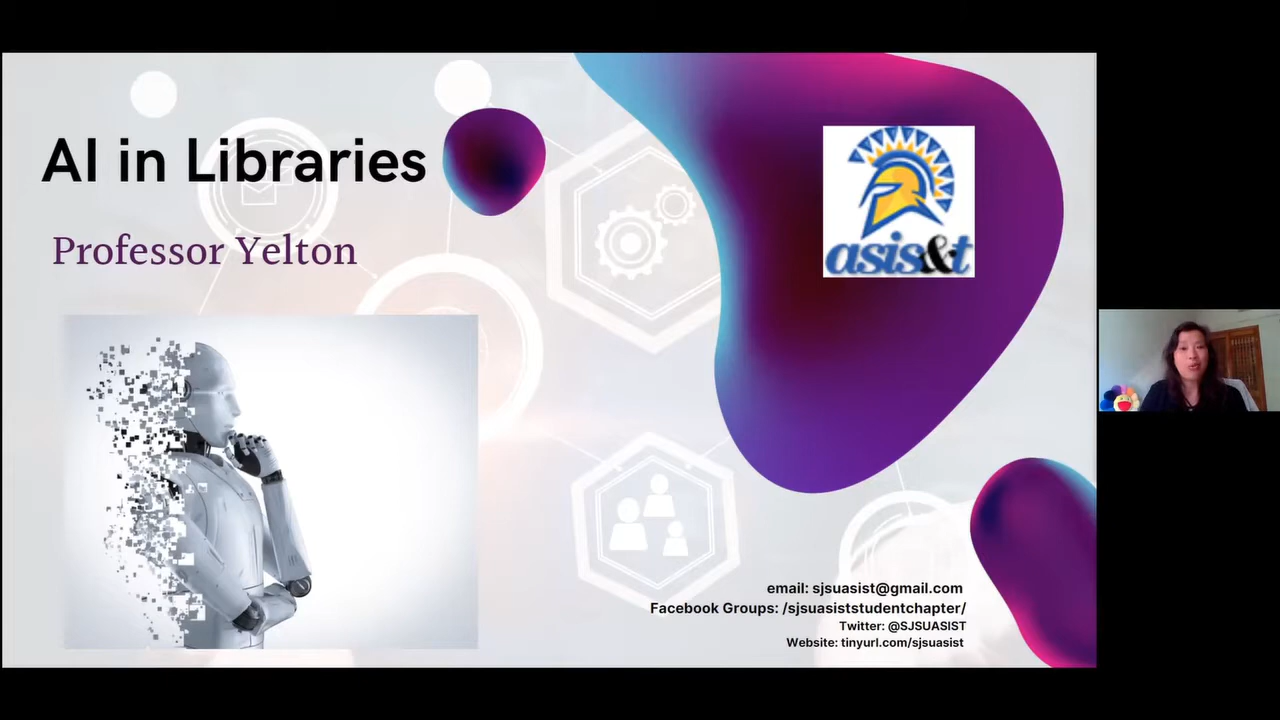 AI in Libraries
Professor Yelton
asis&t
email: sjsuasist@gmail.com
Facebook Groups: /sjsuasiststudentchapter/
Twitter: @SJSUASIST
Website: tinyurl.com/sjsuasist